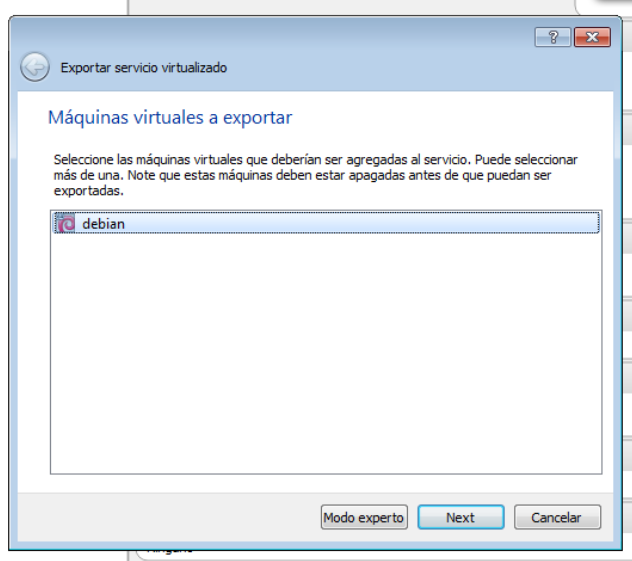 Exportar servicio virtualizado
Máquinas virtuales a exportar
Seleccione las máquinas virtuales que deberían ser agregadas al servicio. Puede seleccionar
más de una. Note que estas máquinas deben estar apagadas antes de que puedan ser
exportadas.
debian
Modo experto Next Cancelar